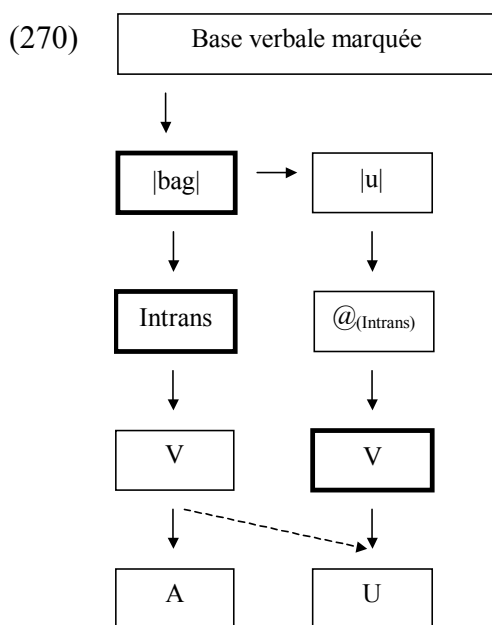 (270) Base verbale marquée
|bag| |u|
Intrans @(Intrans)
V V
A U